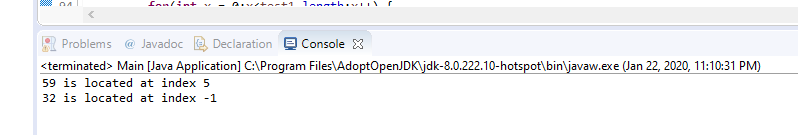 94 for(int x = 0;x<test1.length;x++) {
Problems @ Javadoc Declaration Console
<terminated> Main [Java Application] C:\Program Files\AdoptOpenJDK\jdk-8.0.222.10-hotspot\bin\javaw.exe (Jan 22, 2020, 11:10:31 PM)
59 is located at index 5
32 is located at index -1